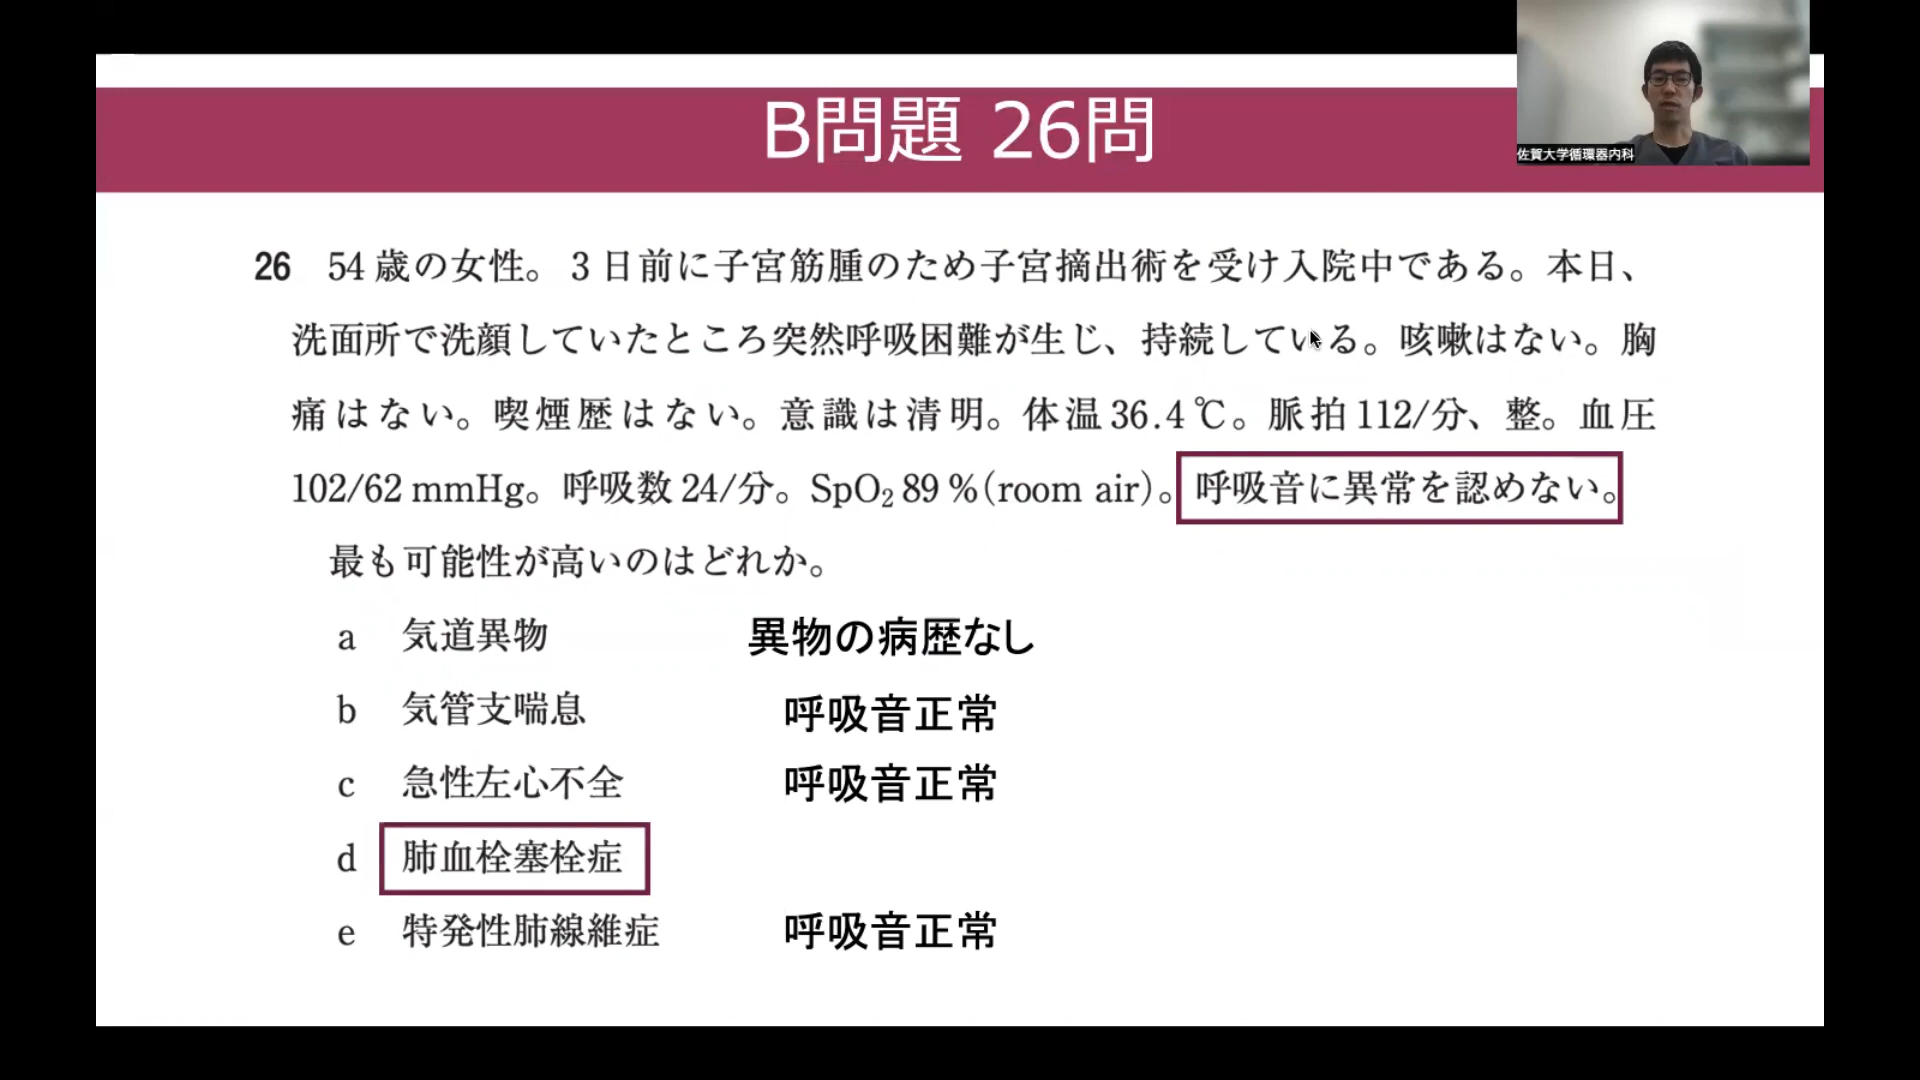 B問題 26問
佐賀大学循環器内科
26 54歳の女性。3日前に子宮筋腫のため子宮摘出術を受け入院中である。本日、
洗面所で洗顔していたところ突然呼吸困難が生じ、持続している。咳嗽はない。胸
痛はない。喫煙歴はない。意識は清明。体温36.4℃。脈拍112/分、整。血圧
102/62 mmHg。呼吸数24/分。SpO₂ 89 %(room air)。呼吸音に異常を認めない。
最も可能性が高いのはどれか。
a 気道異物 異物の病歴なし
b 気管支喘息 呼吸音正常
c 急性左心不全 呼吸音正常
d 肺血栓塞栓症
e 特発性肺線維症 呼吸音正常